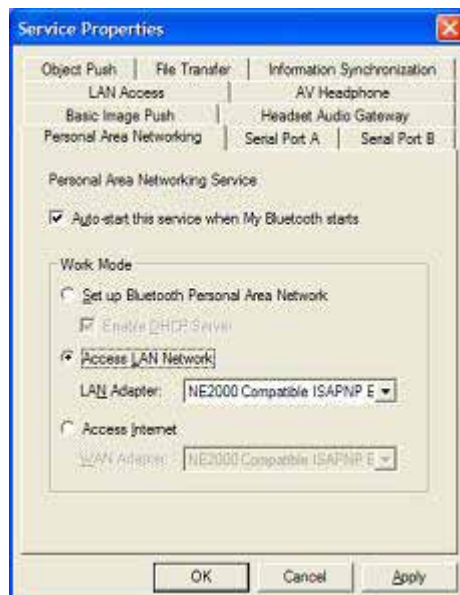 Service Properties
Object Push File Transfer Information Synchronization
LAN Access AV Headphone
Basic Image Push Headset Audio Gateway
Personal Area Networking Serial Port A Serial Port B
Personal Area Networking Service
Auto-start this service when My Bluetooth starts
Work Mode
Set up Bluetooth Personal Area Network
Enable DHCP Server
Access LAN Network
LAN Adapter: NE2000 Compatible ISAPNP E
Access Internet
WAN Adapter: NE2000 Compatible ISAPNP E
OK Cancel Apply